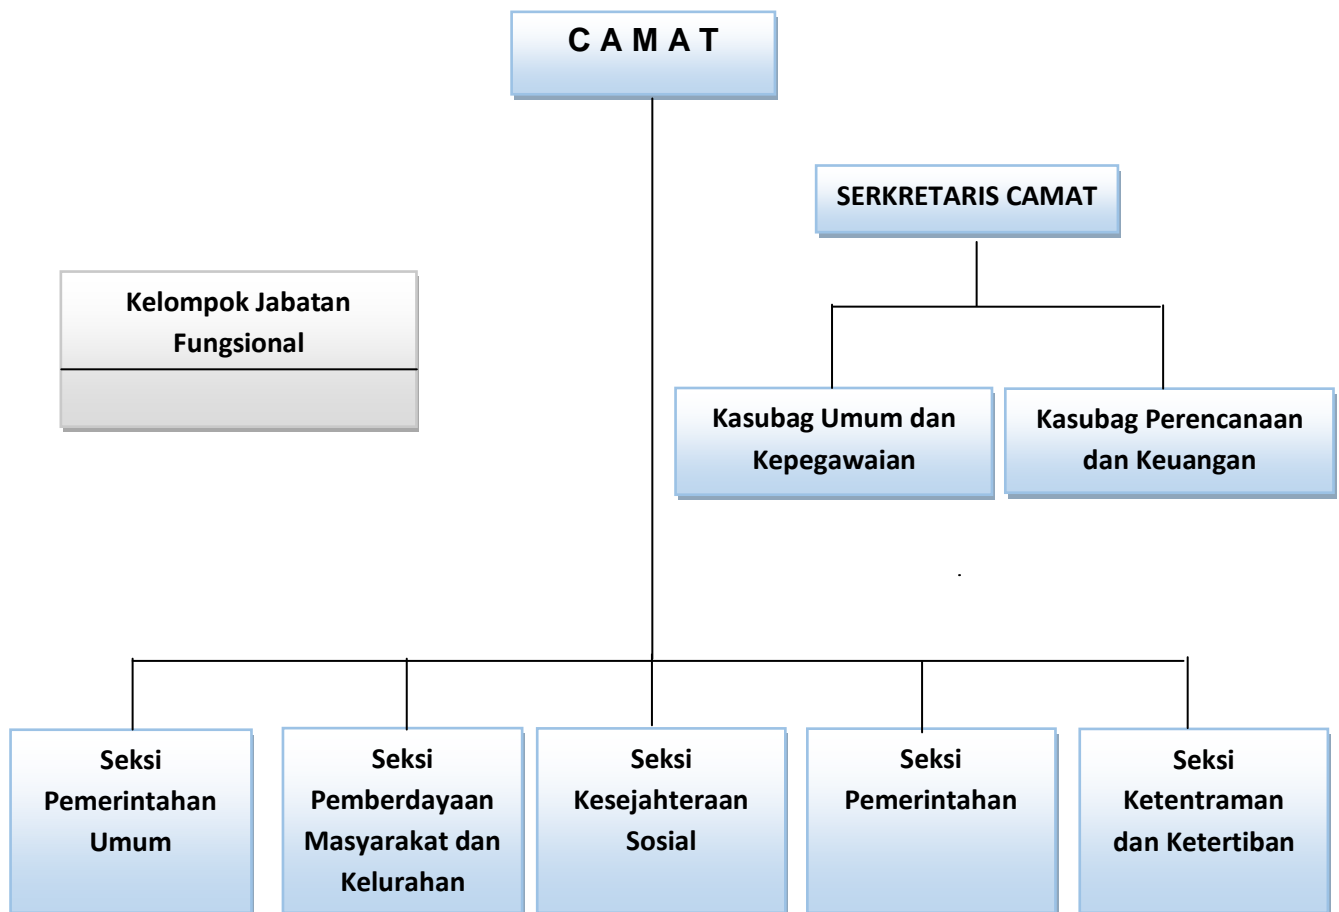 C A M A T
SERKRETARIS CAMAT
Kelompok Jabatan
Fungsional
Kasubag Umum dan
Kepegawaian
Kasubag Perencanaan
dan Keuangan
.
Seksi
Pemerintahan
Umum
Seksi
Pemberdayaan
Masyarakat dan
Kelurahan
Seksi
Kesejahteraan
Sosial
Seksi
Pemerintahan
Seksi
Ketentraman
dan Ketertiban